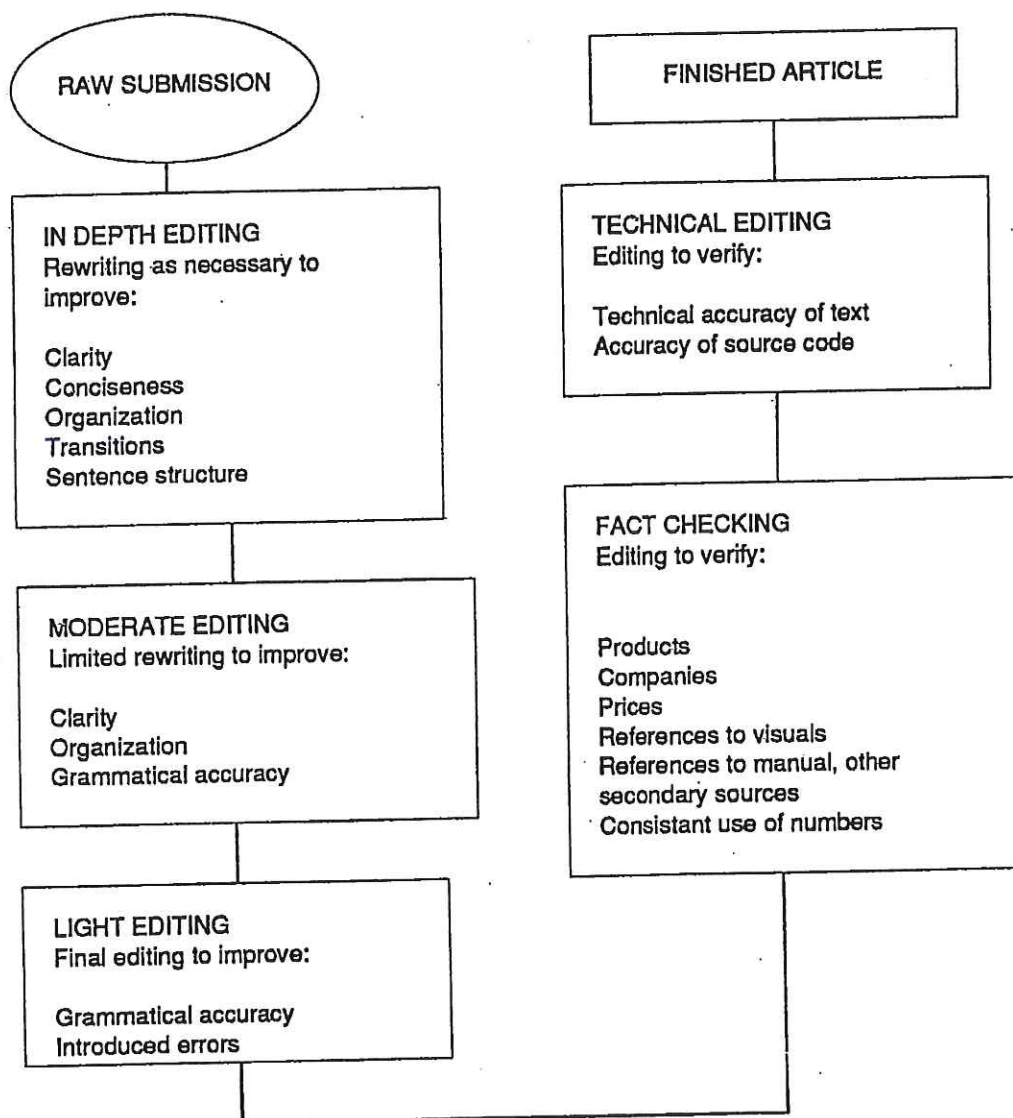 RAW SUBMISSION
IN DEPTH EDITING
Rewriting as necessary to
improve:
Clarity
Conciseness
Organization
Transitions
Sentence structure
MODERATE EDITING
Limited rewriting to improve:
Clarity
Organization
Grammatical accuracy
LIGHT EDITING
Final editing to improve:
Grammatical accuracy
Introduced errors
FINISHED ARTICLE
TECHNICAL EDITING
Editing to verify:
Technical accuracy of text
Accuracy of source code
FACT CHECKING
Editing to verify:
Products
Companies
Prices
References to visuals
References to manual, other
secondary sources
Consistant use of numbers